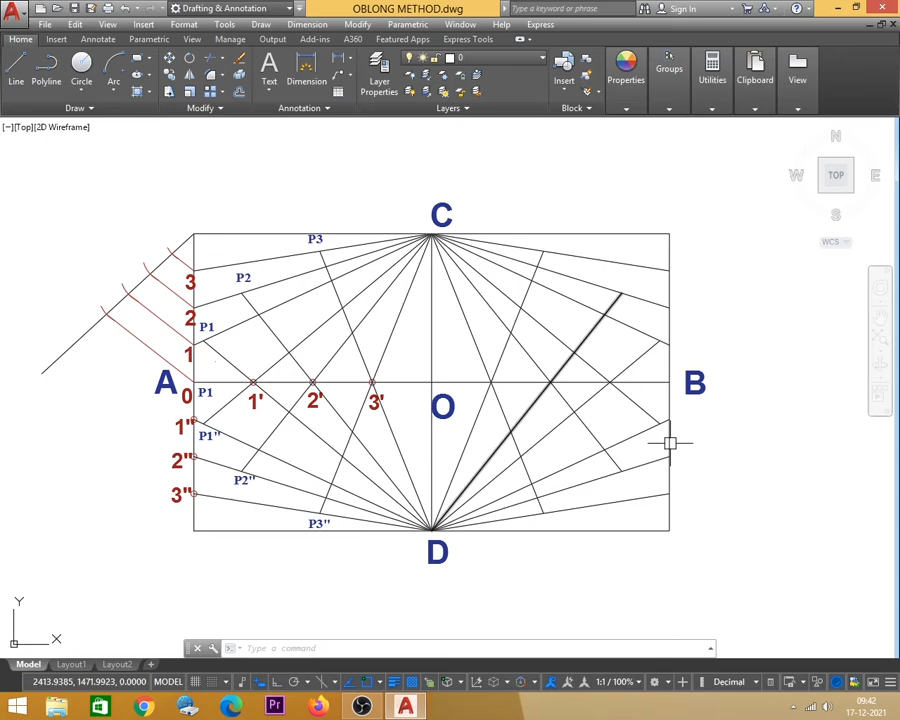 Drafting & Annotation
OBLONG METHOD.dwg
Type a keyword or phrase
Sign In
File Edit View Insert Format Tools Draw Dimension Modify Parametric Window Help Express
Home Insert Annotate Parametric View Manage Output Add-ins A360 Featured Apps Express Tools
Line Polyline Circle Arc Text Dimension Layer Properties 0 Insert Properties Groups Utilities Clipboard View
Draw Modify Annotation Layers Block
[−][Top][2D Wireframe]
N
W TOP E
S
WCS
C
P3
P2
3
2
P1
1
A B
0 P1 1' 2' 3' O
1"
P1"
2"
P2"
3"
P3"
D
Y
X
Type a command
Model Layout1 Layout2 +
2413.9385, 1471.9923, 0.0000 MODEL 1:1 / 100% Decimal
Pr
09:42
17-12-2021